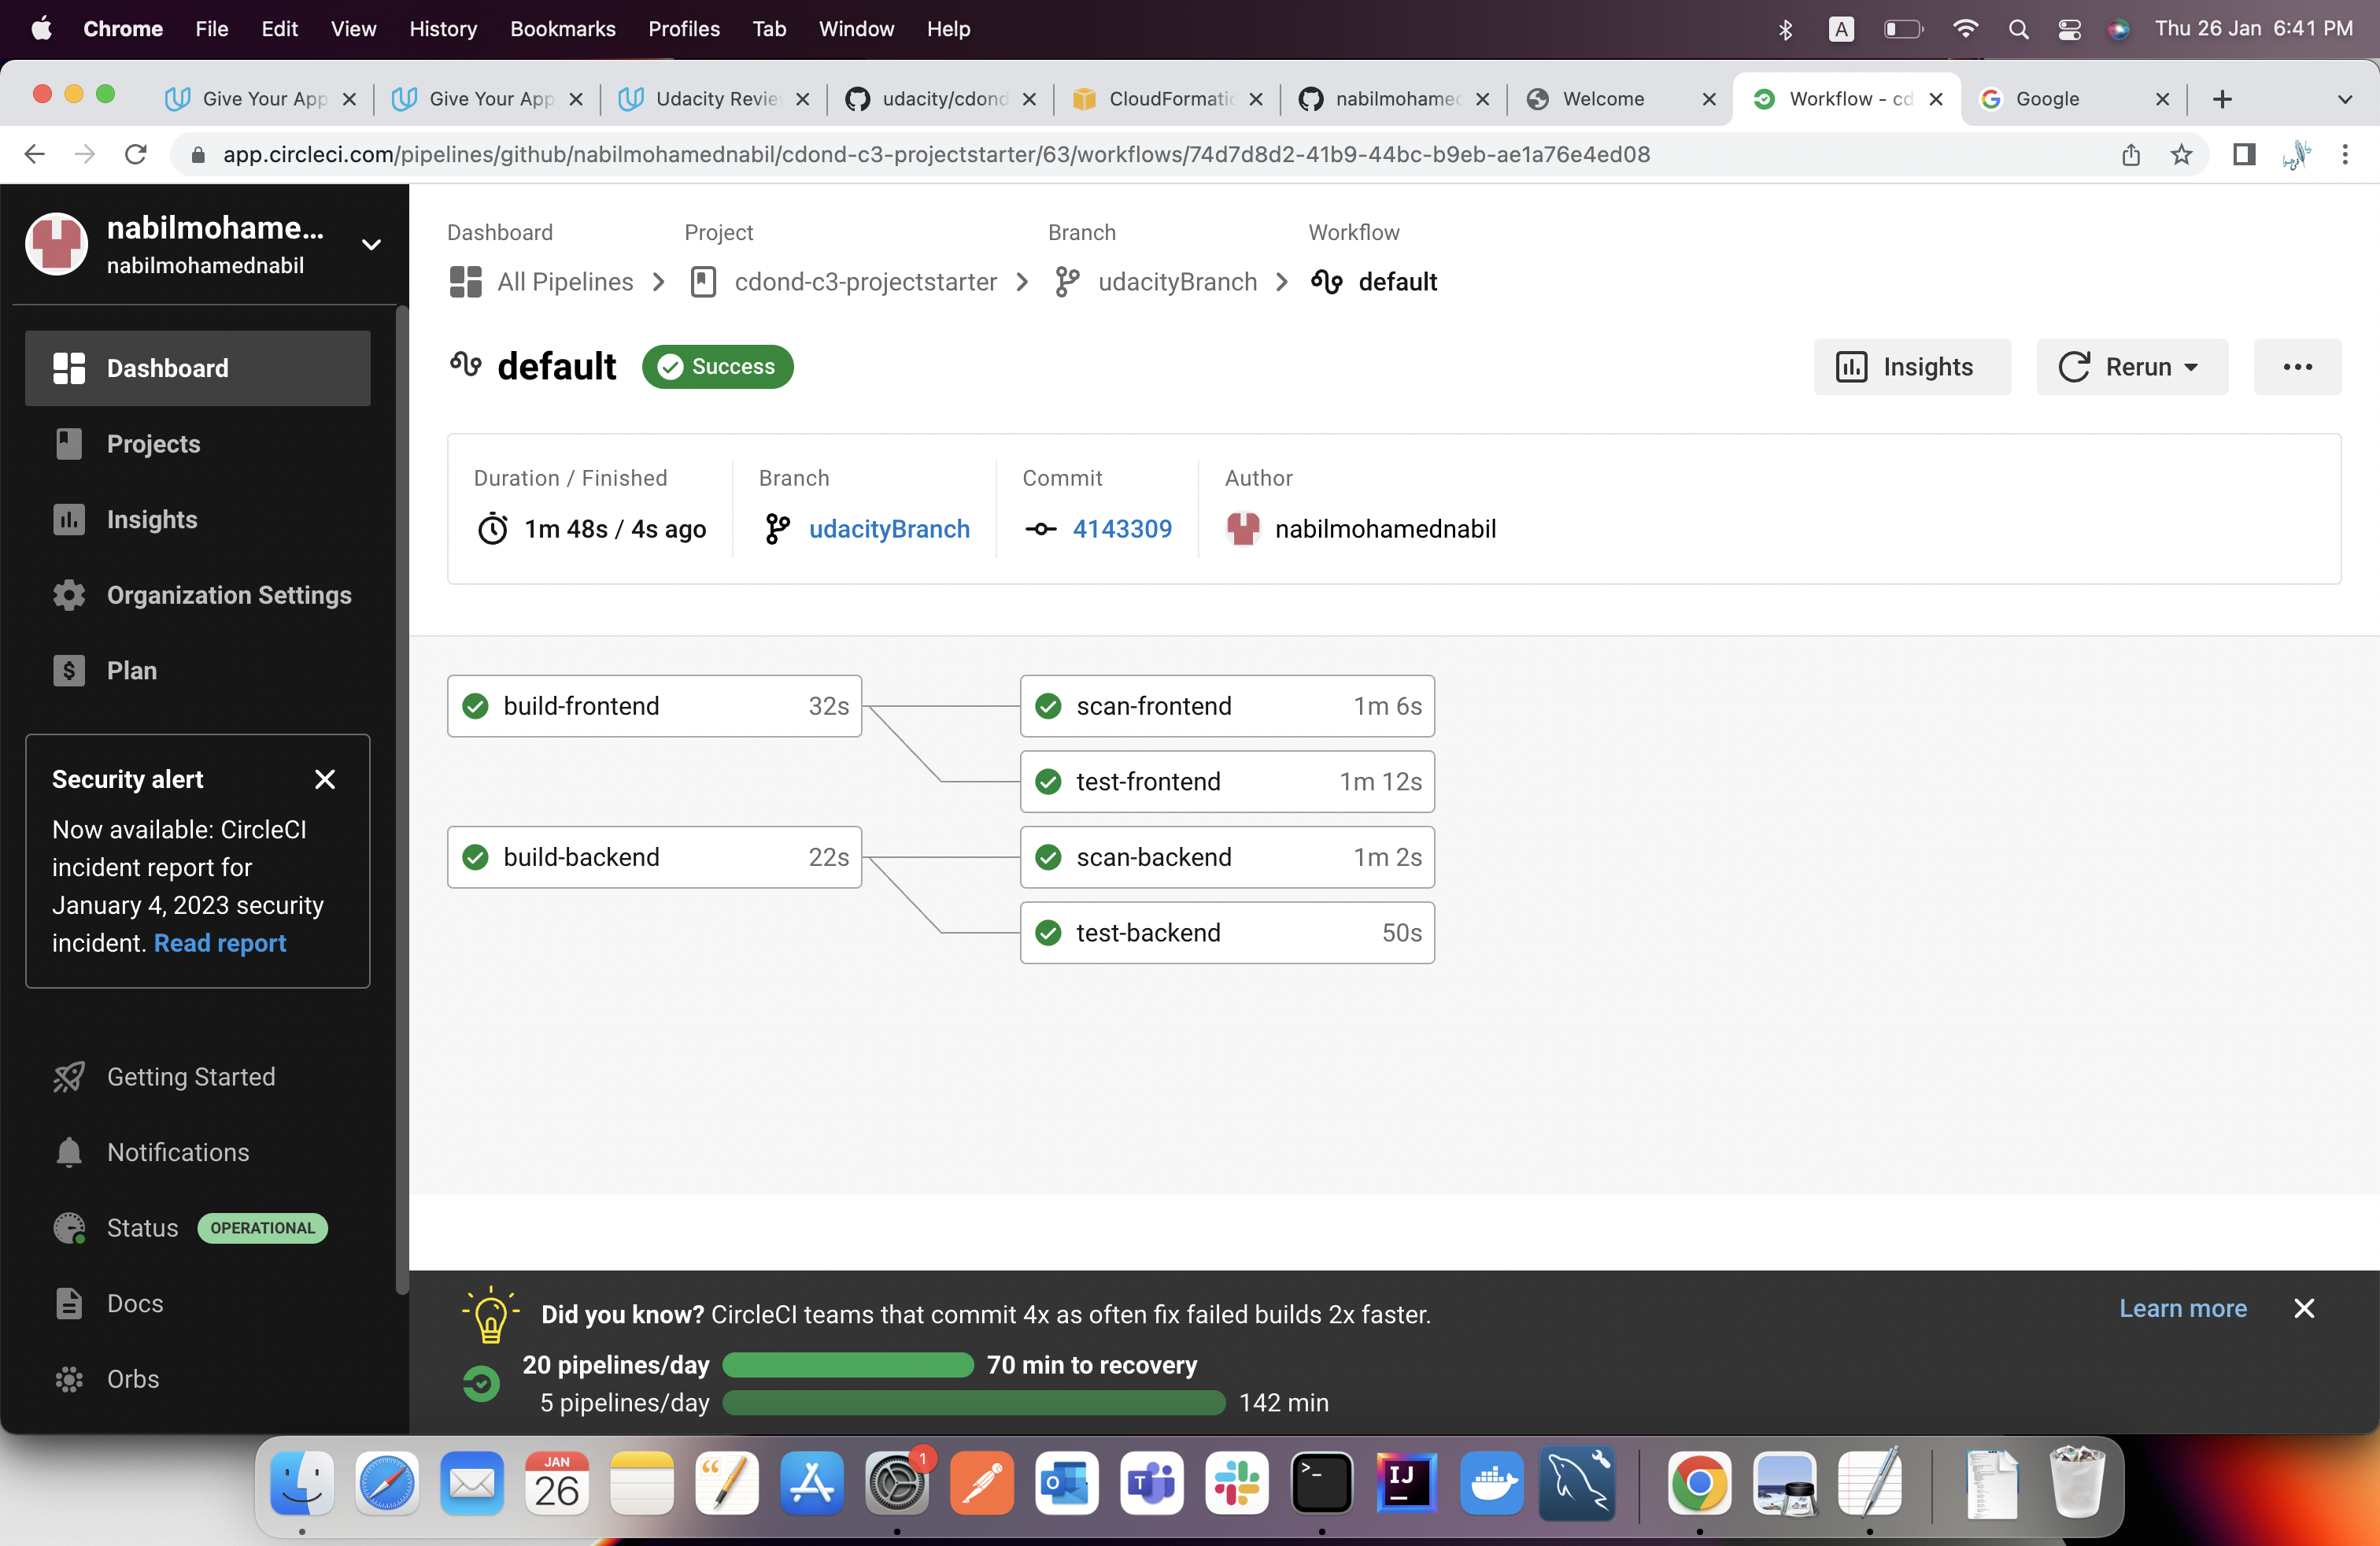 Chrome File Edit View History Bookmarks Profiles Tab Window Help A Thu 26 Jan 6:41 PM
Give Your App Give Your App Udacity Revie udacity/cdond CloudFormatic nabilmohamed Welcome Workflow - cd Google
app.circleci.com/pipelines/github/nabilmohamednabil/cdond-c3-projectstarter/63/workflows/74d7d8d2-41b9-44bc-b9eb-ae1a76e4ed08
nabilmohame...
nabilmohamednabil
Dashboard
Projects
Insights
Organization Settings
Plan
Security alert
Now available: CircleCI
incident report for
January 4, 2023 security
incident. Read report
Getting Started
Notifications
Status OPERATIONAL
Docs
Orbs
Dashboard Project Branch Workflow
All Pipelines cdond-c3-projectstarter udacityBranch default
default Success Insights Rerun
Duration / Finished Branch Commit Author
1m 48s / 4s ago udacityBranch 4143309 nabilmohamednabil
build-frontend 32s scan-frontend 1m 6s
test-frontend 1m 12s
build-backend 22s scan-backend 1m 2s
test-backend 50s
Did you know? CircleCI teams that commit 4x as often fix failed builds 2x faster. Learn more
20 pipelines/day 70 min to recovery
5 pipelines/day 142 min
JAN
26
1
IJ